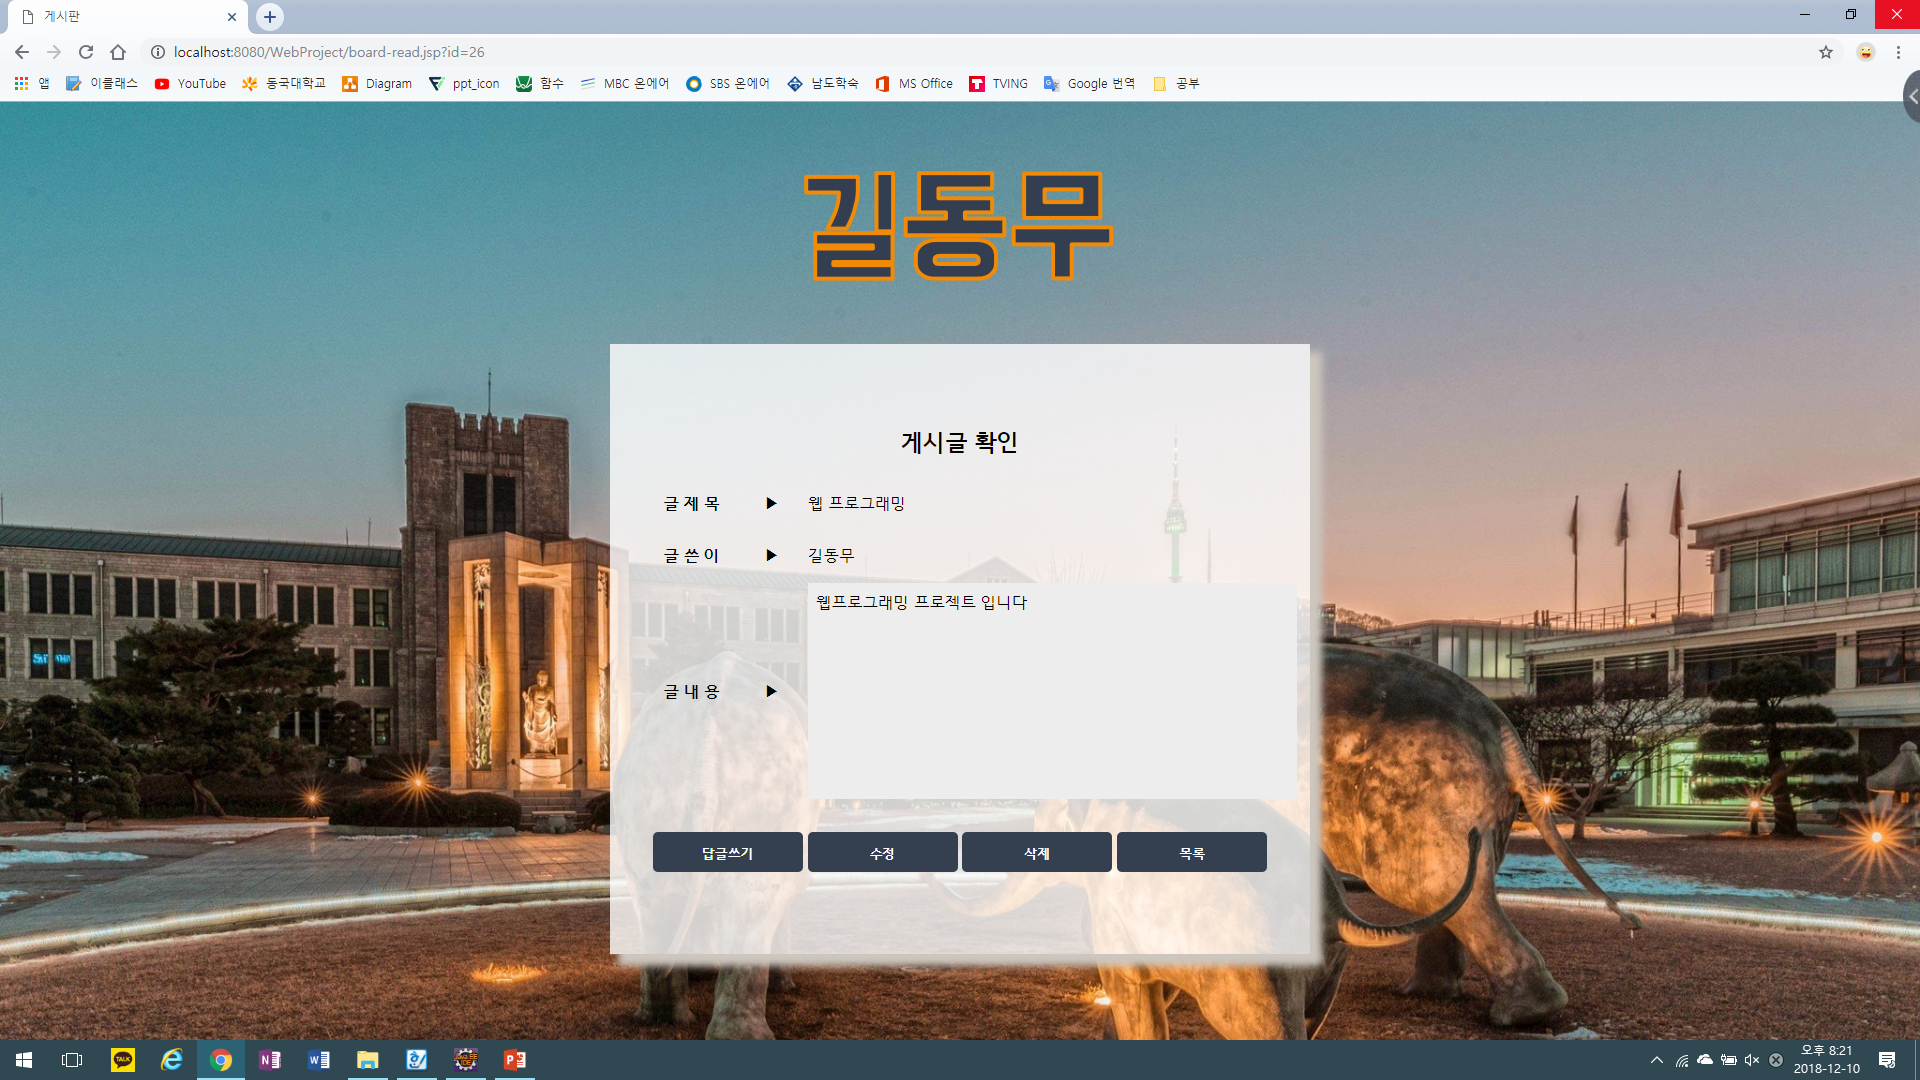 게시판
localhost:8080/WebProject/board-read.jsp?id=26
앱 이클래스 YouTube 동국대학교 Diagram ppt_icon 함수 MBC 온에어 SBS 온에어 남도학숙 MS Office TVING Google 번역 공부
길동무
게시글 확인
글 제 목 ▶ 웹 프로그래밍
글 쓴 이 ▶ 길동무
웹프로그래밍 프로젝트 입니다
글 내 용 ▶
답글쓰기 수정 삭제 목록
TALK
오후 8:21
2018-12-10